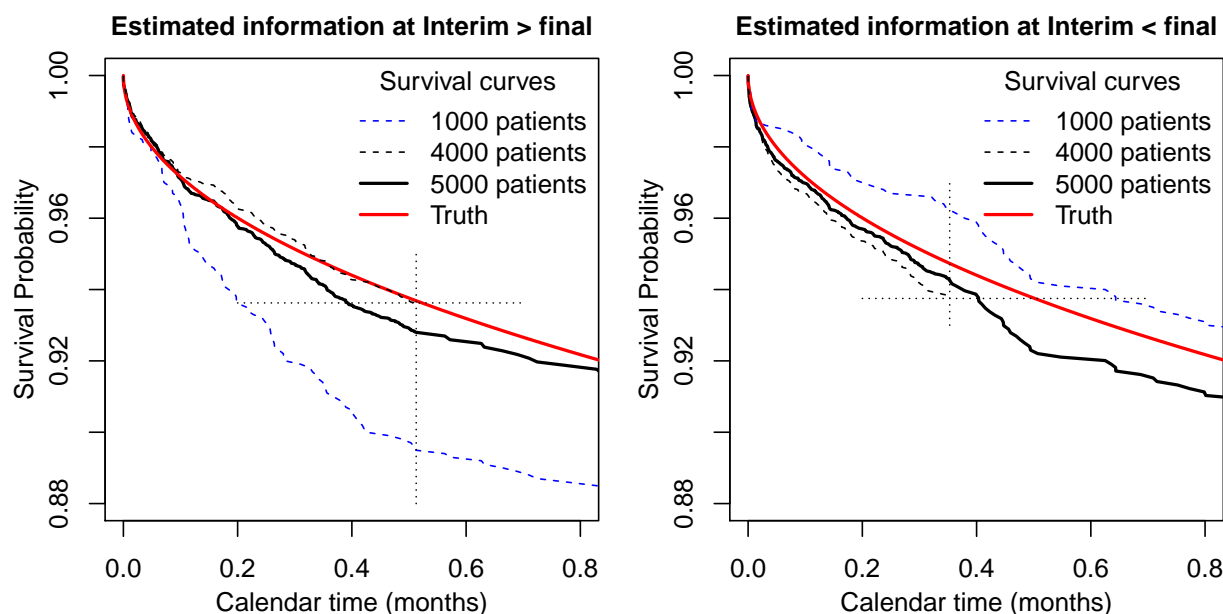 Estimated information at Interim > final
Survival Probability
1.00
0.96
0.92
0.88
Survival curves
1000 patients
4000 patients
5000 patients
Truth
0.0 0.2 0.4 0.6 0.8
Calendar time (months)
Estimated information at Interim < final
Survival Probability
1.00
0.96
0.92
0.88
Survival curves
1000 patients
4000 patients
5000 patients
Truth
0.0 0.2 0.4 0.6 0.8
Calendar time (months)